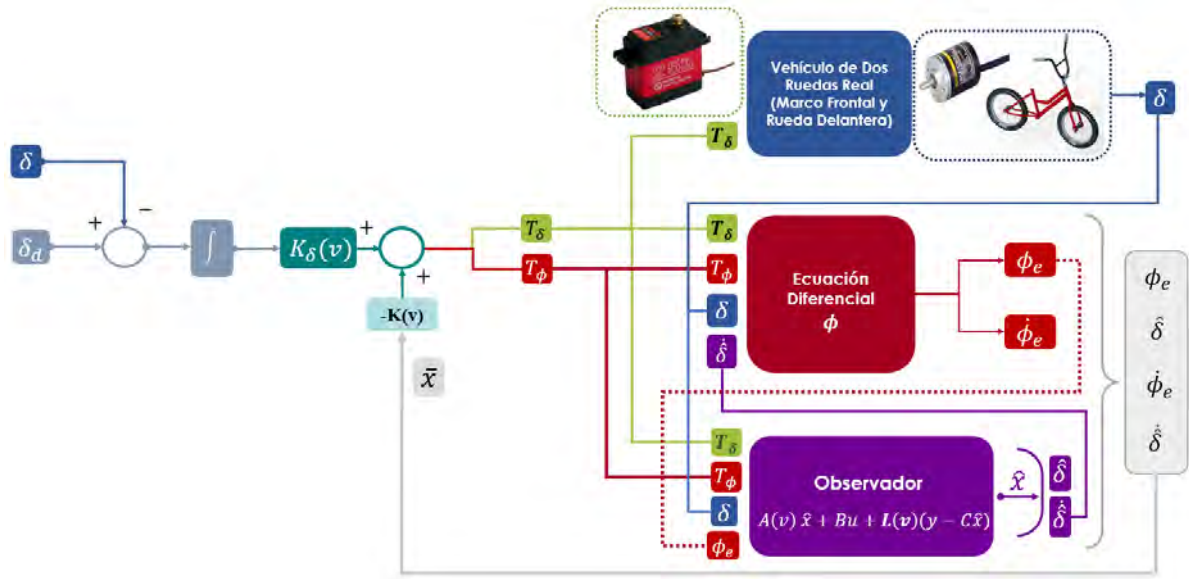 Vehículo de Dos
Ruedas Real
(Marco Frontal y
Rueda Delantera)
δ
T_δ
δ
+
−
δ_d
∫
K_δ(v)
+
+
-K(v)
x̄
T_δ
T_ϕ
T_δ
T_ϕ
δ
δ̂̇
Ecuación
Diferencial
ϕ
ϕ_e
ϕ̇_e
ϕ_e
δ̂
ϕ̇_e
δ̂̇
T_δ
T_ϕ
δ
ϕ_e
Observador
A(v) x̂ + Bu + L(v)(y − Cx̂)
x̂
δ̂
δ̂̇